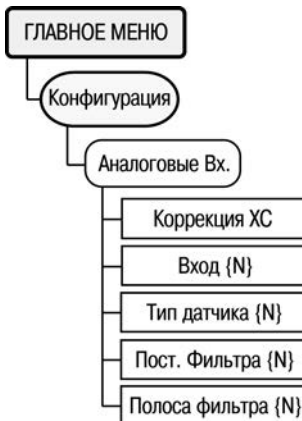 ГЛАВНОЕ МЕНЮ
Конфигурация
Аналоговые Вх.
Коррекция ХС
Вход {N}
Тип датчика {N}
Пост. Фильтра {N}
Полоса фильтра {N}